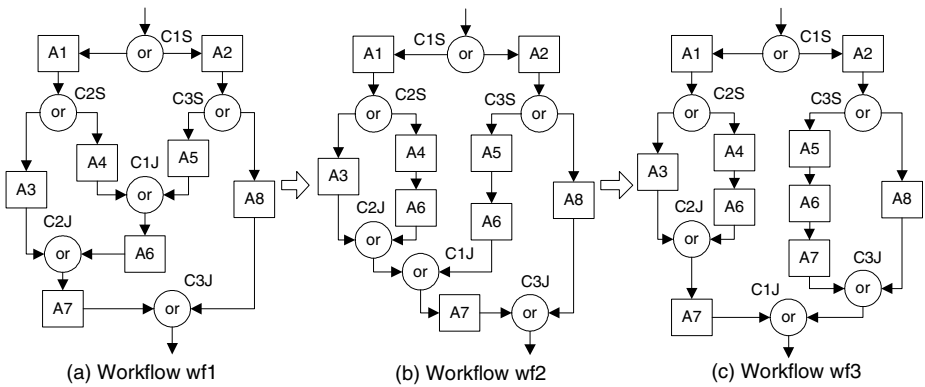 C1S
A1 or A2
C2S C3S
or or
A4 C1J A5
A3 or A8
C2J
or A6
C3J
A7 or
(a) Workflow wf1
C1S
A1 or A2
C2S C3S
or or
A4 A5
A3 A6 A8
C2J A6
or C1J
or
C3J
A7 or
(b) Workflow wf2
C1S
A1 or A2
C2S C3S
or or
A4 A5
A3 A6 A6 A8
C2J
or A7
C3J
or
C1J
A7 or
(c) Workflow wf3